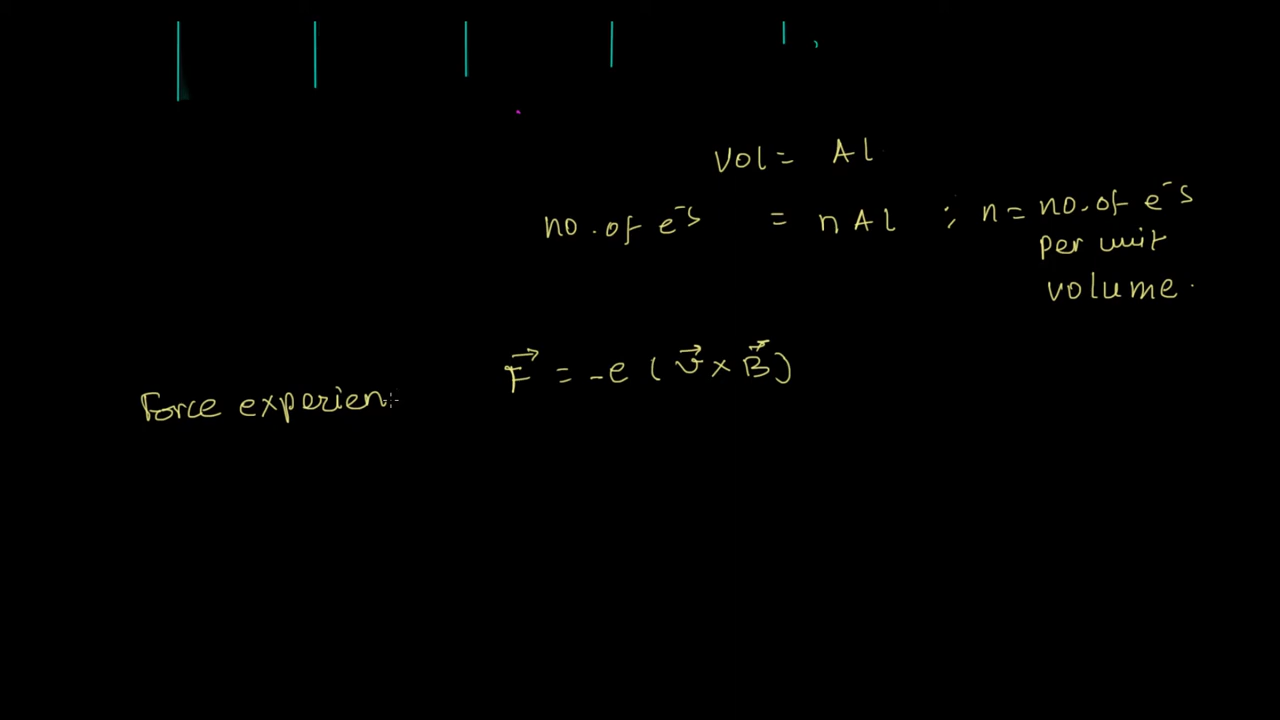 Vol = Al
no. of e⁻s = nAl ; n = no. of e⁻s
per unit
volume.
F⃗ = -e (v⃗ × B⃗)
Force experien